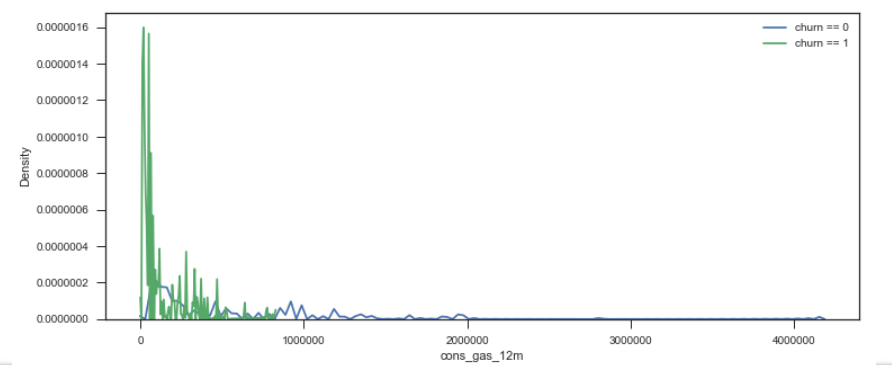 0.0000016
0.0000014
0.0000012
0.0000010
0.0000008
0.0000006
0.0000004
0.0000002
0.0000000
Density
churn == 0
churn == 1
0 1000000 2000000 3000000 4000000
cons_gas_12m